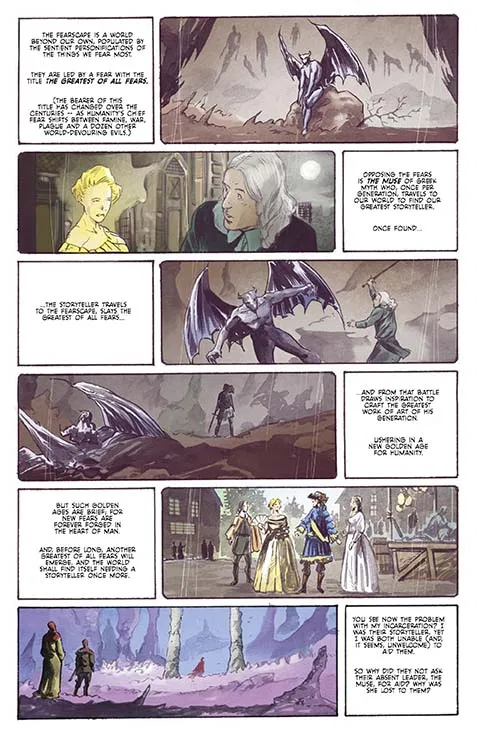 THE FEARSCAPE IS A WORLD
BEYOND OUR OWN, POPULATED BY
THE SENTIENT PERSONIFICATIONS OF
THE THINGS WE FEAR MOST.
THEY ARE LED BY A FEAR WITH THE
TITLE THE GREATEST OF ALL FEARS.
(THE BEARER OF THIS
TITLE HAS CHANGED OVER THE
CENTURIES -- AS HUMANITY'S CHIEF
FEAR SHIFTS BETWEEN FAMINE, WAR,
PLAGUE AND A DOZEN OTHER
WORLD-DEVOURING EVILS.)
OPPOSING THE FEARS
IS THE MUSE OF GREEK
MYTH WHO, ONCE PER
GENERATION, TRAVELS TO
OUR WORLD TO FIND OUR
GREATEST STORYTELLER.
ONCE FOUND...
...THE STORYTELLER TRAVELS
TO THE FEARSCAPE, SLAYS THE
GREATEST OF ALL FEARS...
...AND FROM THAT BATTLE
DRAWS INSPIRATION TO
CRAFT THE GREATEST
WORK OF ART OF HIS
GENERATION.
USHERING IN A
NEW GOLDEN AGE
FOR HUMANITY.
BUT SUCH GOLDEN
AGES ARE BRIEF; FOR
NEW FEARS ARE
FOREVER FORGED IN
THE HEART OF MAN.
AND, BEFORE LONG, ANOTHER
GREATEST OF ALL FEARS WILL
EMERGE, AND THE WORLD
SHALL FIND ITSELF NEEDING A
STORYTELLER ONCE MORE.
YOU SEE NOW THE PROBLEM
WITH MY INCARCERATION? I
WAS THEIR STORYTELLER, YET
I WAS BOTH UNABLE (AND,
IT SEEMS, UNWELCOME) TO
AID THEM.
SO WHY DID THEY NOT ASK
THEIR ABSENT LEADER, THE
MUSE, FOR AID? WHY WAS
SHE LOST TO THEM?